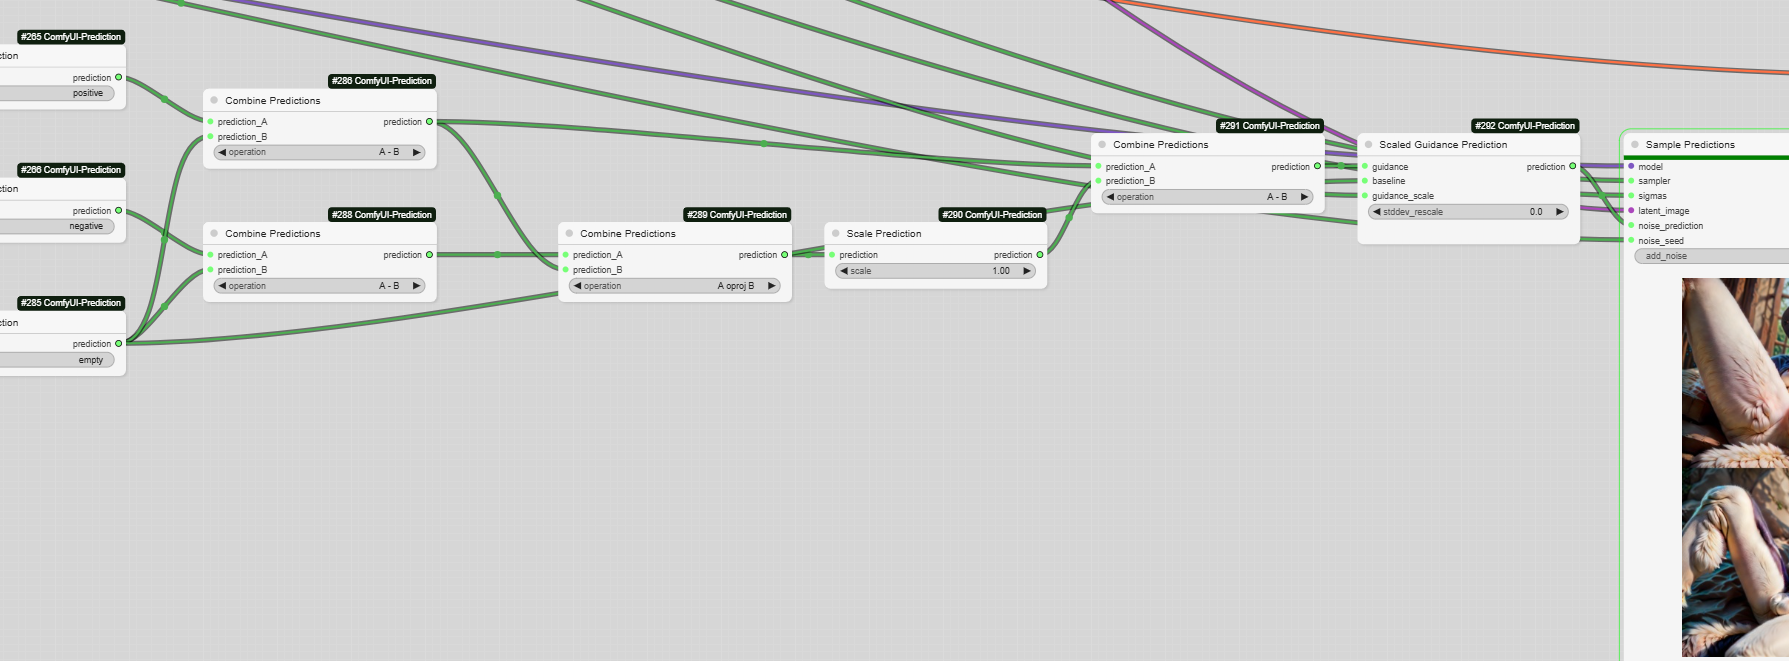 #265 ComfyUI-Prediction
ction
prediction
positive
#286 ComfyUI-Prediction
Combine Predictions
prediction_A prediction
prediction_B
operation A - B
#266 ComfyUI-Prediction
ction
prediction
negative
#288 ComfyUI-Prediction
Combine Predictions
prediction_A prediction
prediction_B
operation A - B
#285 ComfyUI-Prediction
ction
prediction
empty
#289 ComfyUI-Prediction
Combine Predictions
prediction_A prediction
prediction_B
operation A oproj B
#290 ComfyUI-Prediction
Scale Prediction
prediction prediction
scale 1.00
#291 ComfyUI-Prediction
Combine Predictions
prediction_A prediction
prediction_B
operation A - B
#292 ComfyUI-Prediction
Scaled Guidance Prediction
guidance prediction
baseline
guidance_scale
stddev_rescale 0.0
Sample Predictions
model
sampler
sigmas
latent_image
noise_prediction
noise_seed
add_noise